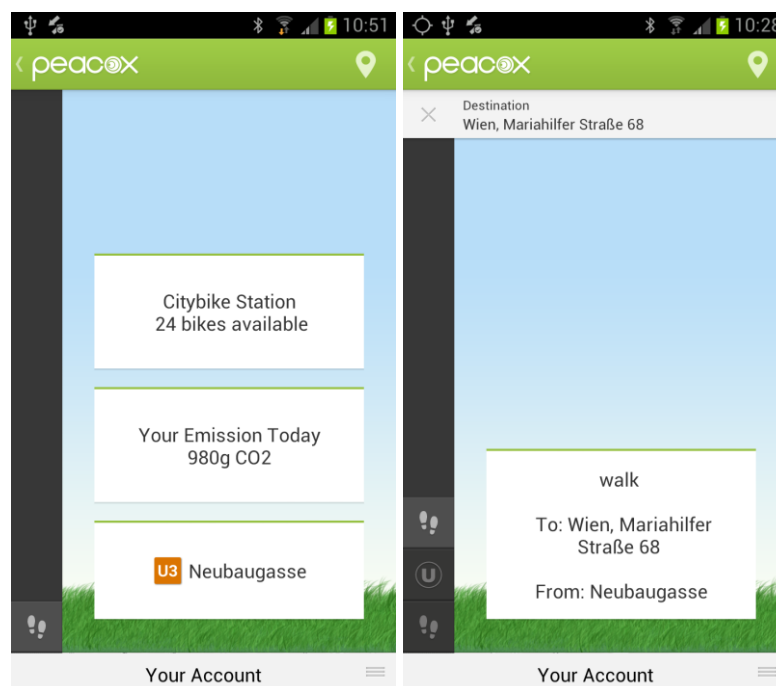 10:51
peacox
Citybike Station
24 bikes available
Your Emission Today
980g CO2
U3 Neubaugasse
Your Account
10:28
peacox
Destination
Wien, Mariahilfer Straße 68
walk
To: Wien, Mariahilfer
Straße 68
From: Neubaugasse
U
Your Account